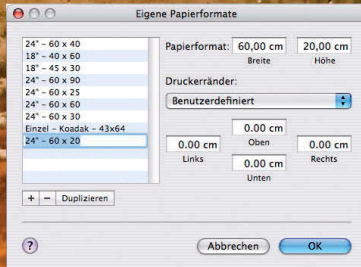 Eigene Papierformate
24" – 60 x 40
18" – 40 x 60
18" – 45 x 30
24" – 60 x 90
24" – 60 x 25
24" – 60 x 60
24" – 60 x 30
Einzel – Koadak – 43x64
24" – 60 x 20
+ – Duplizieren
Papierformat: 60,00 cm 20,00 cm
Breite Höhe
Druckerränder:
Benutzerdefiniert
0.00 cm
Oben
0.00 cm 0.00 cm
Links Rechts
0.00 cm
Unten
? Abbrechen OK